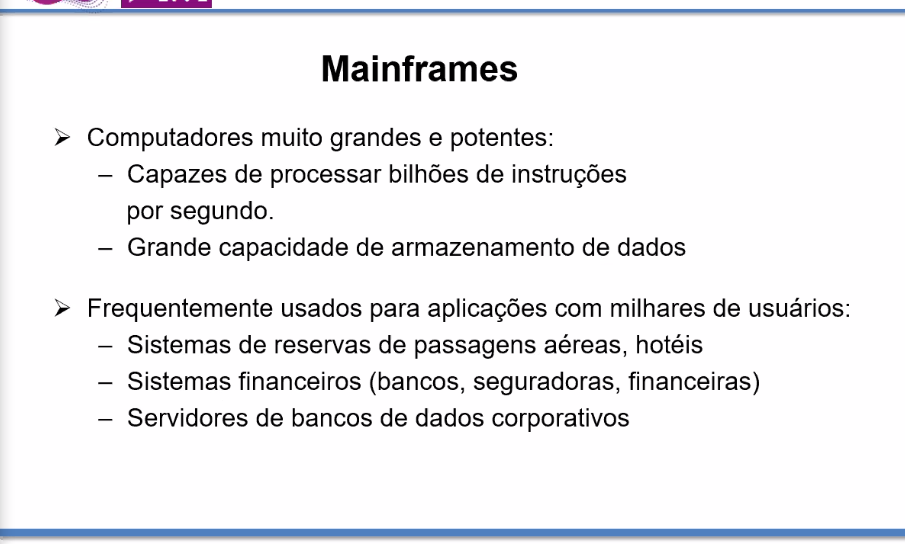 Mainframes
➢ Computadores muito grandes e potentes:
– Capazes de processar bilhões de instruções
por segundo.
– Grande capacidade de armazenamento de dados
➢ Frequentemente usados para aplicações com milhares de usuários:
– Sistemas de reservas de passagens aéreas, hotéis
– Sistemas financeiros (bancos, seguradoras, financeiras)
– Servidores de bancos de dados corporativos